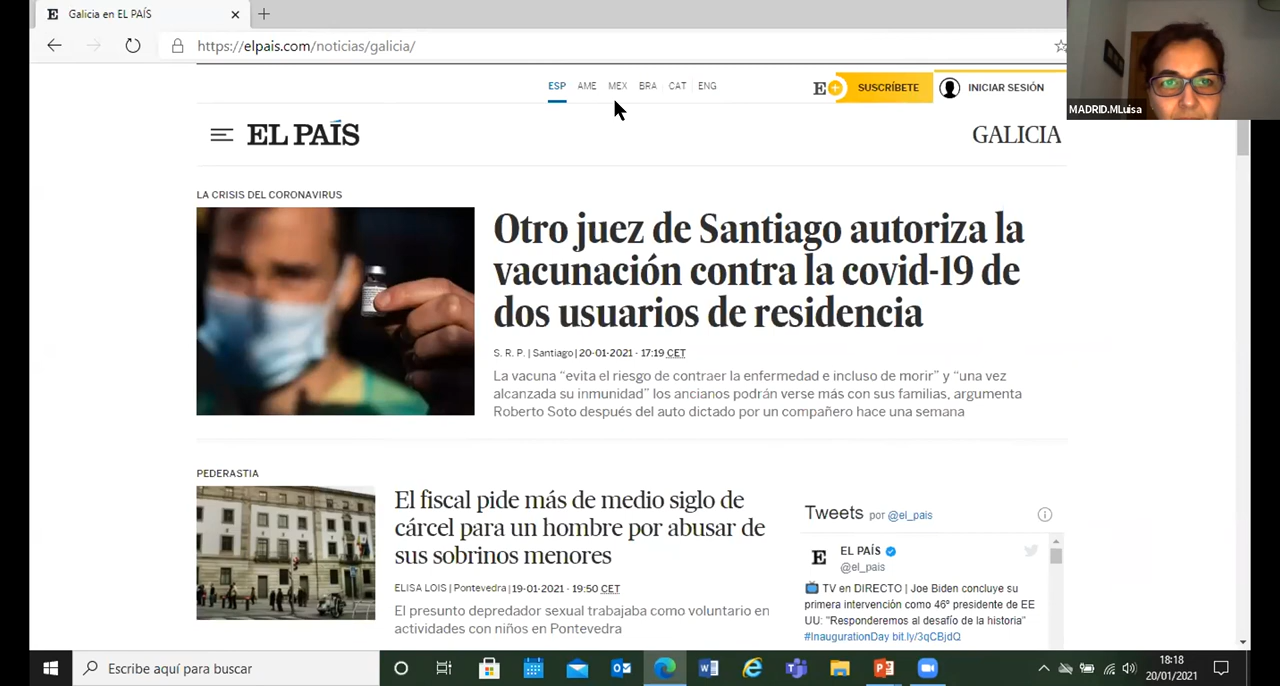 Galicia en EL PAÍS
https://elpais.com/noticias/galicia/
MADRID.MLuisa
ESP AME MEX BRA CAT ENG
E+ SUSCRÍBETE INICIAR SESIÓN
EL PAÍS
GALICIA
LA CRISIS DEL CORONAVIRUS
Otro juez de Santiago autoriza la
vacunación contra la covid-19 de
dos usuarios de residencia
S. R. P. | Santiago | 20-01-2021 - 17:19 CET
La vacuna “evita el riesgo de contraer la enfermedad e incluso de morir” y “una vez
alcanzada su inmunidad” los ancianos podrán verse más con sus familias, argumenta
Roberto Soto después del auto dictado por un compañero hace una semana
PEDERASTIA
El fiscal pide más de medio siglo de
cárcel para un hombre por abusar de
sus sobrinos menores
ELISA LOIS | Pontevedra | 19-01-2021 - 19:50 CET
El presunto depredador sexual trabajaba como voluntario en
actividades con niños en Pontevedra
Tweets por @el_pais
E EL PAÍS
@el_pais
TV en DIRECTO | Joe Biden concluye su
primera intervención como 46º presidente de EE
UU: "Responderemos al desafío de la historia"
#InaugurationDay bit.ly/3qCBjdQ
Escribe aquí para buscar
18:18
20/01/2021